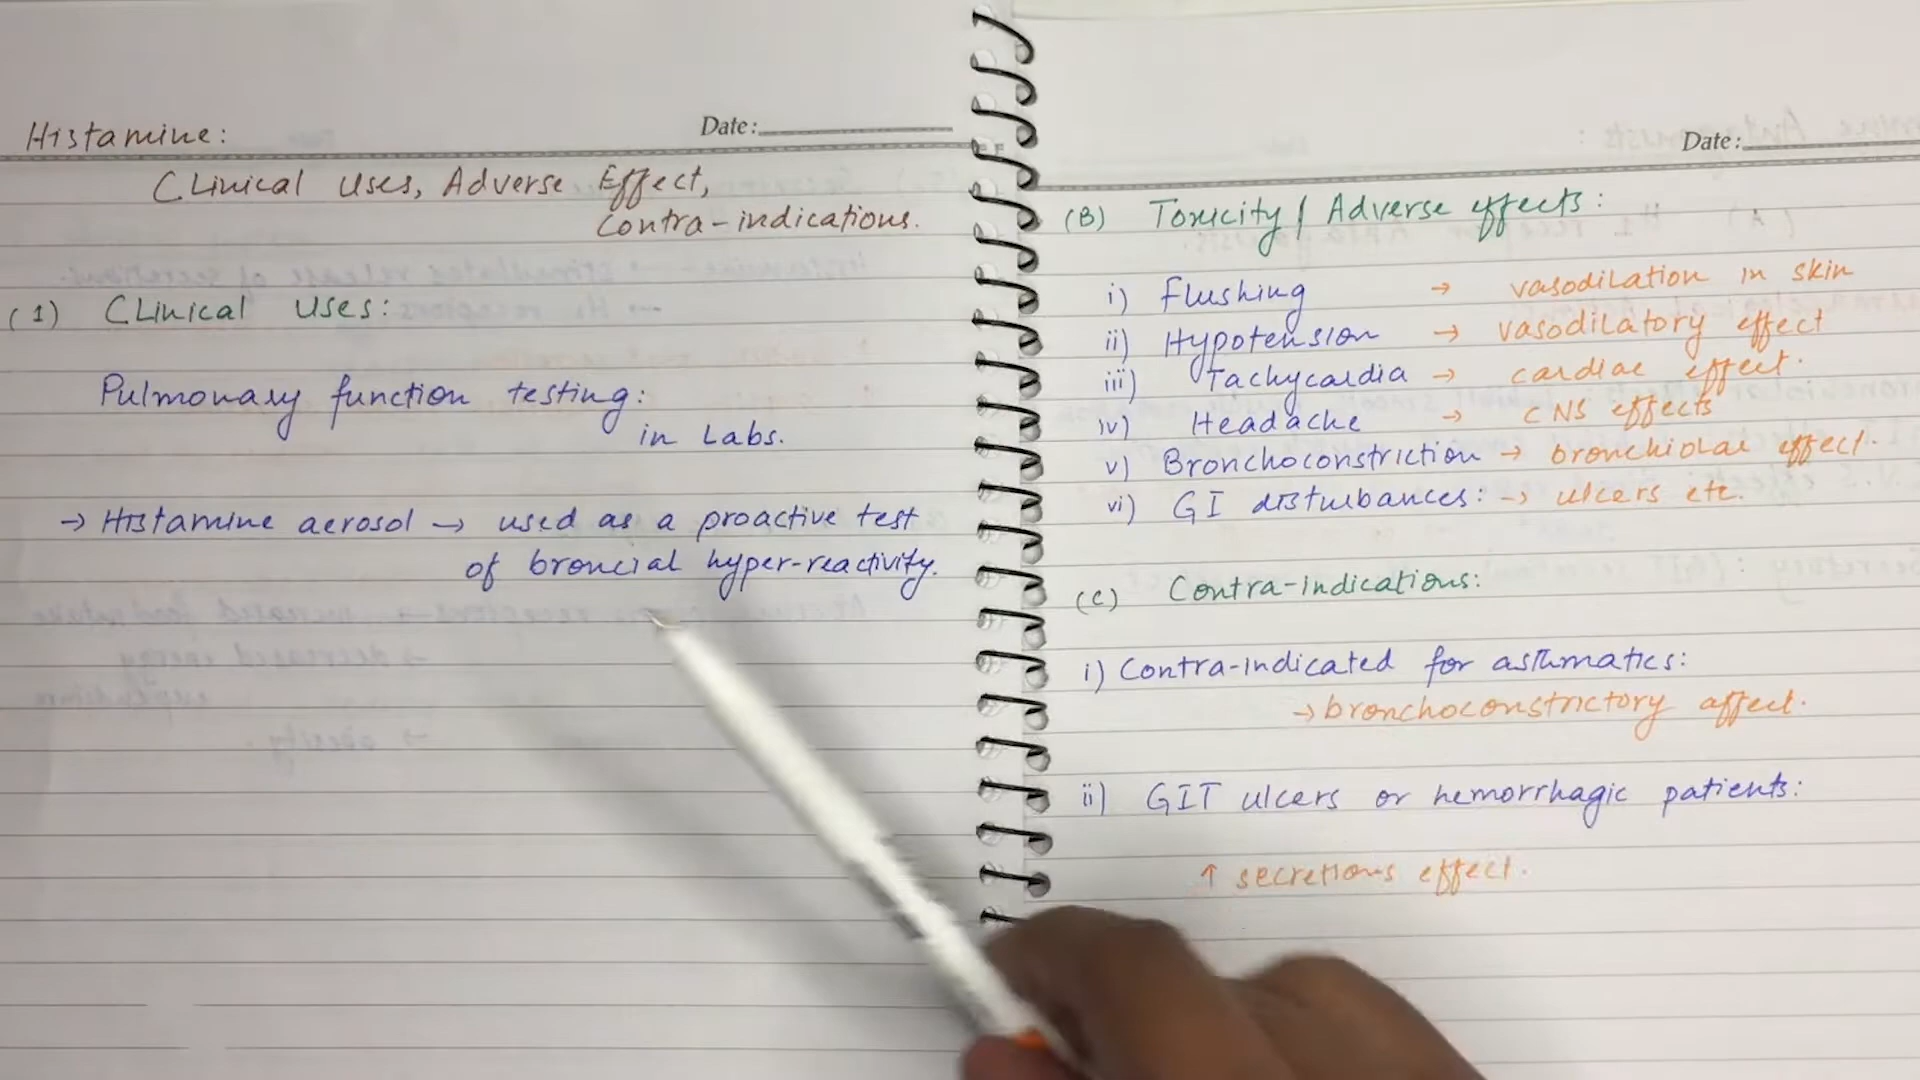 Histamine:
Date:
Clinical Uses, Adverse Effect,
Contra-indications.
(1) Clinical Uses:
Pulmonary function testing:
in Labs.
→ Histamine aerosol → used as a proactive test
of broncial hyper-reactivity.
Date:
(B) Toxicity / Adverse effects:
i) Flushing → vasodilation in skin
ii) Hypotension → vasodilatory effect
iii) Tachycardia → cardiac effect.
iv) Headache → CNS effects
v) Bronchoconstriction → bronchiolar effect.
vi) GI disturbances: → ulcers etc.
(C) Contra-indications:
i) Contra-indicated for asthmatics:
→ bronchoconstrictory affect.
ii) GIT ulcers or hemorrhagic patients:
↑ secretions effect.